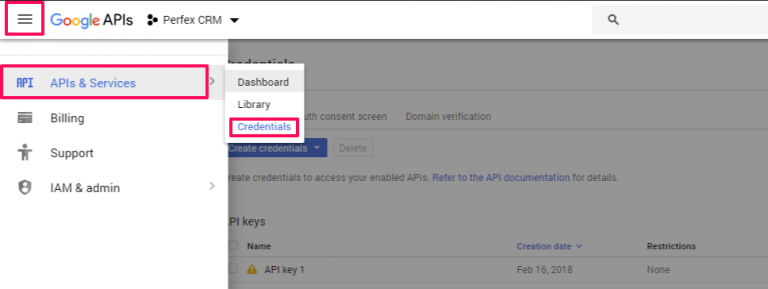 Google APIs Perfex CRM
Credentials
API APIs & Services
Dashboard
Library
Credentials
Billing
Support
IAM & admin
uth consent screen Domain verification
Create credentials Delete
reate credentials to access your enabled APIs. Refer to the API documentation for details.
PI keys
Name Creation date Restrictions
API key 1 Feb 16, 2018 None